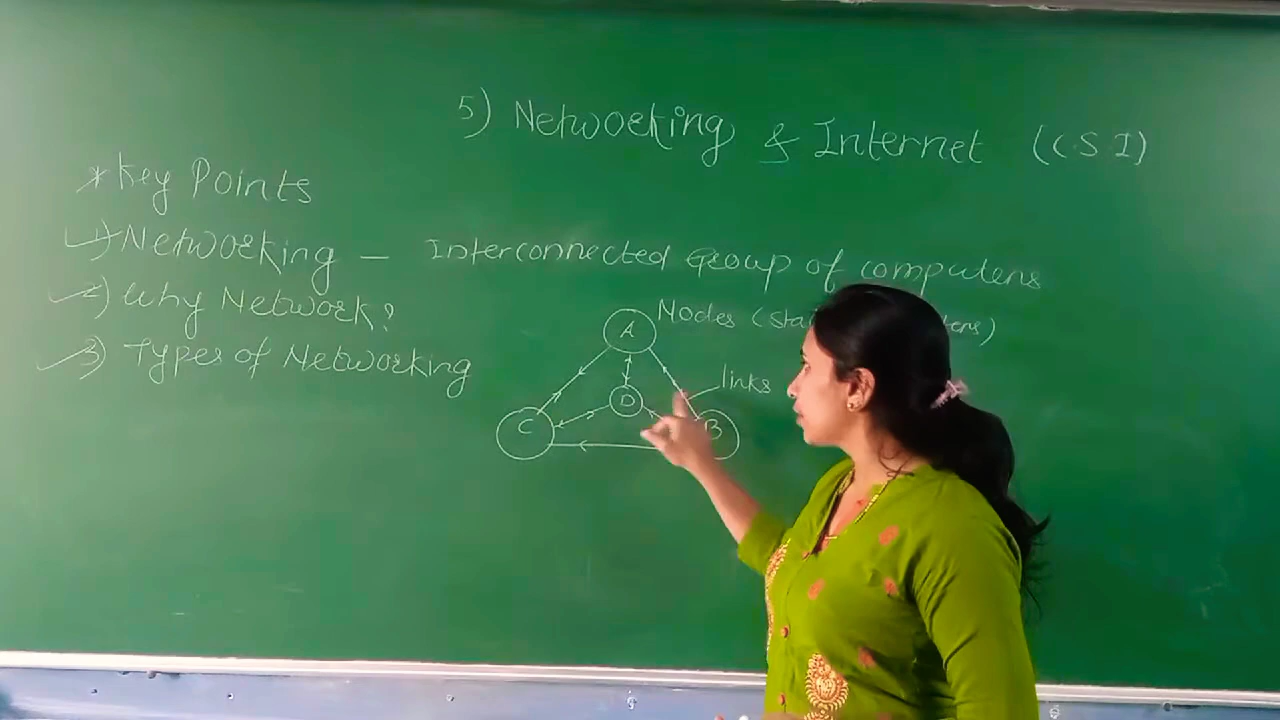 5) Networking & Internet (CSI)
*Key Points
1) Networking – Interconnected Group of computers
2) Why Network?
3) Types of Networking
Nodes (
A
links
D
C
B